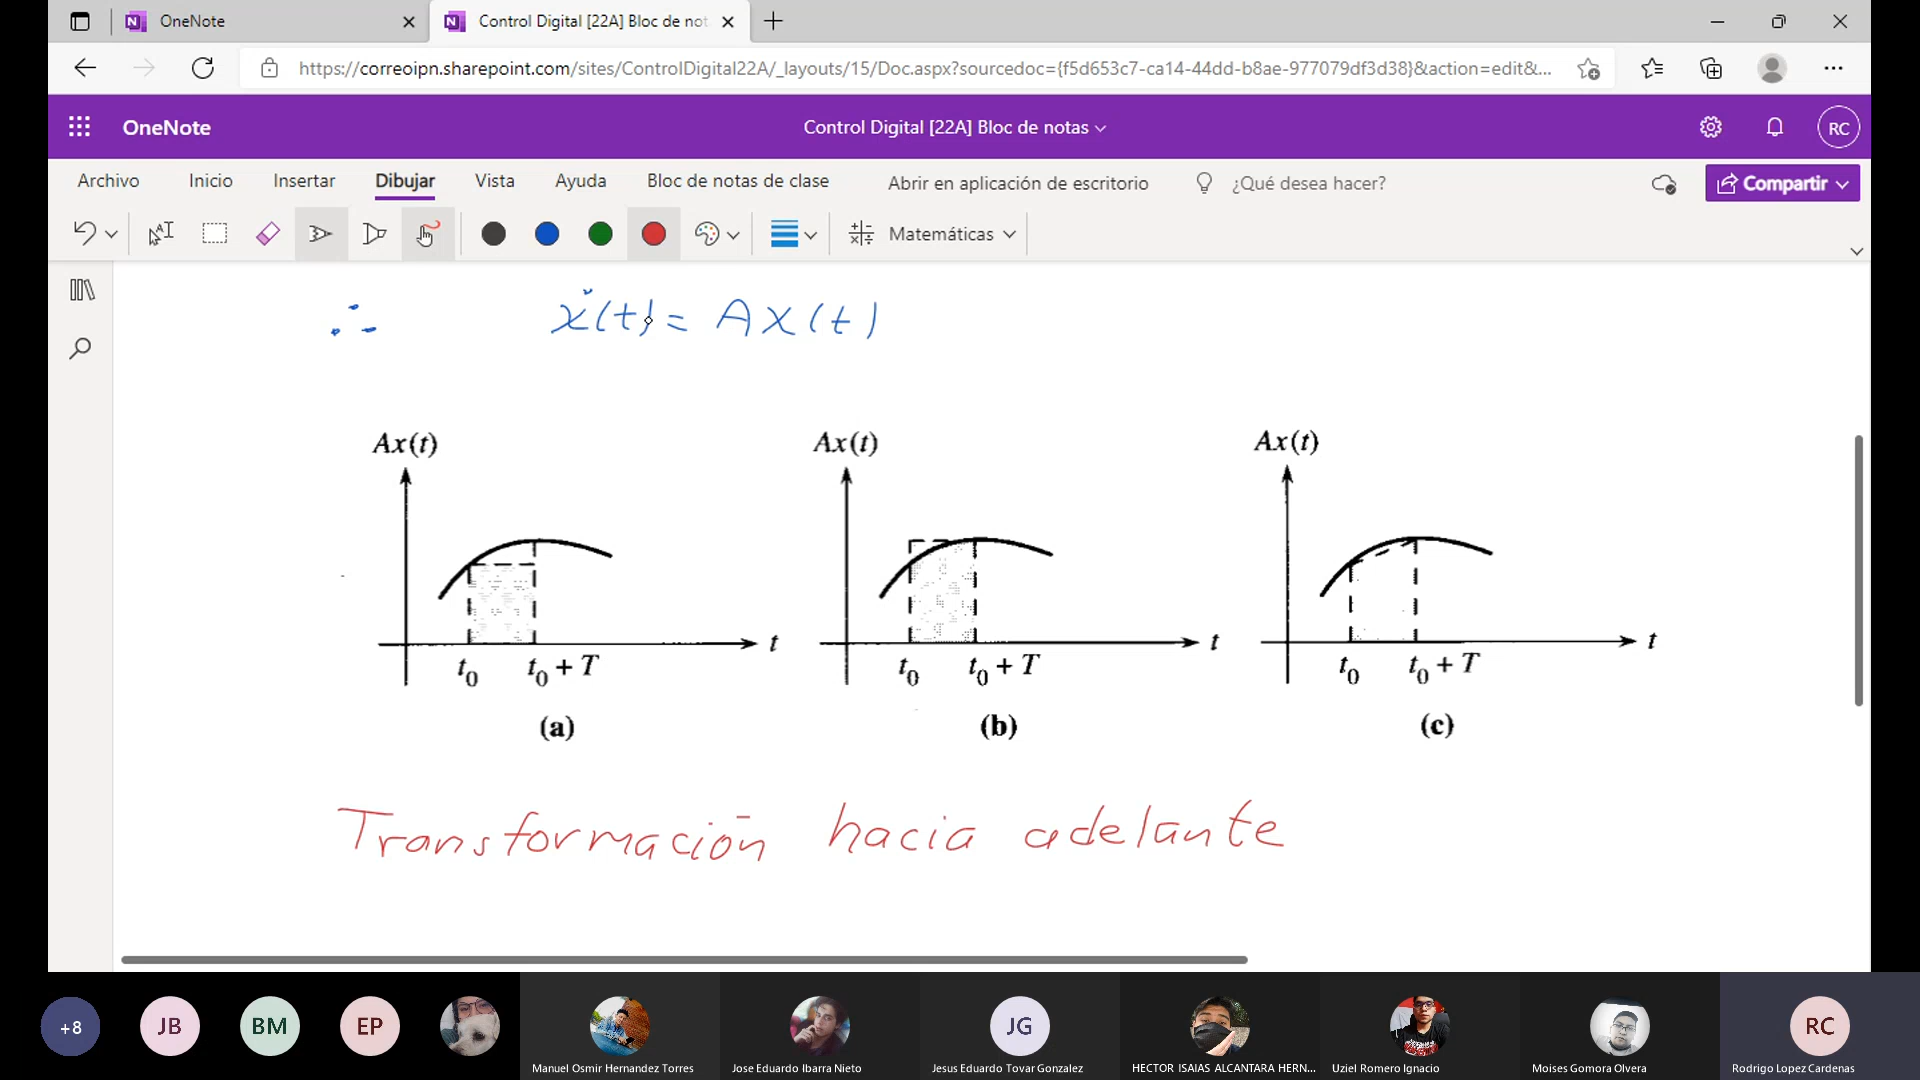 OneNote
Control Digital [22A] Bloc de not
https://correoipn.sharepoint.com/sites/ControlDigital22A/_layouts/15/Doc.aspx?sourcedoc={f5d653c7-ca14-44dd-b8ae-977079df3d38}&action=edit&...
OneNote
Control Digital [22A] Bloc de notas
RC
Archivo Inicio Insertar Dibujar Vista Ayuda Bloc de notas de clase Abrir en aplicación de escritorio ¿Qué desea hacer? Compartir
Matemáticas
∴ ẋ(t) = Ax(t)
Ax(t) Ax(t) Ax(t)
t t t
t₀ t₀ + T t₀ t₀ + T t₀ t₀ + T
(a) (b) (c)
Transformación hacia adelante
+8 JB BM EP JG RC
Manuel Osmir Hernandez Torres
Jose Eduardo Ibarra Nieto
Jesus Eduardo Tovar Gonzalez
HECTOR ISAIAS ALCANTARA HERN...
Uziel Romero Ignacio
Moises Gomora Olvera
Rodrigo Lopez Cardenas